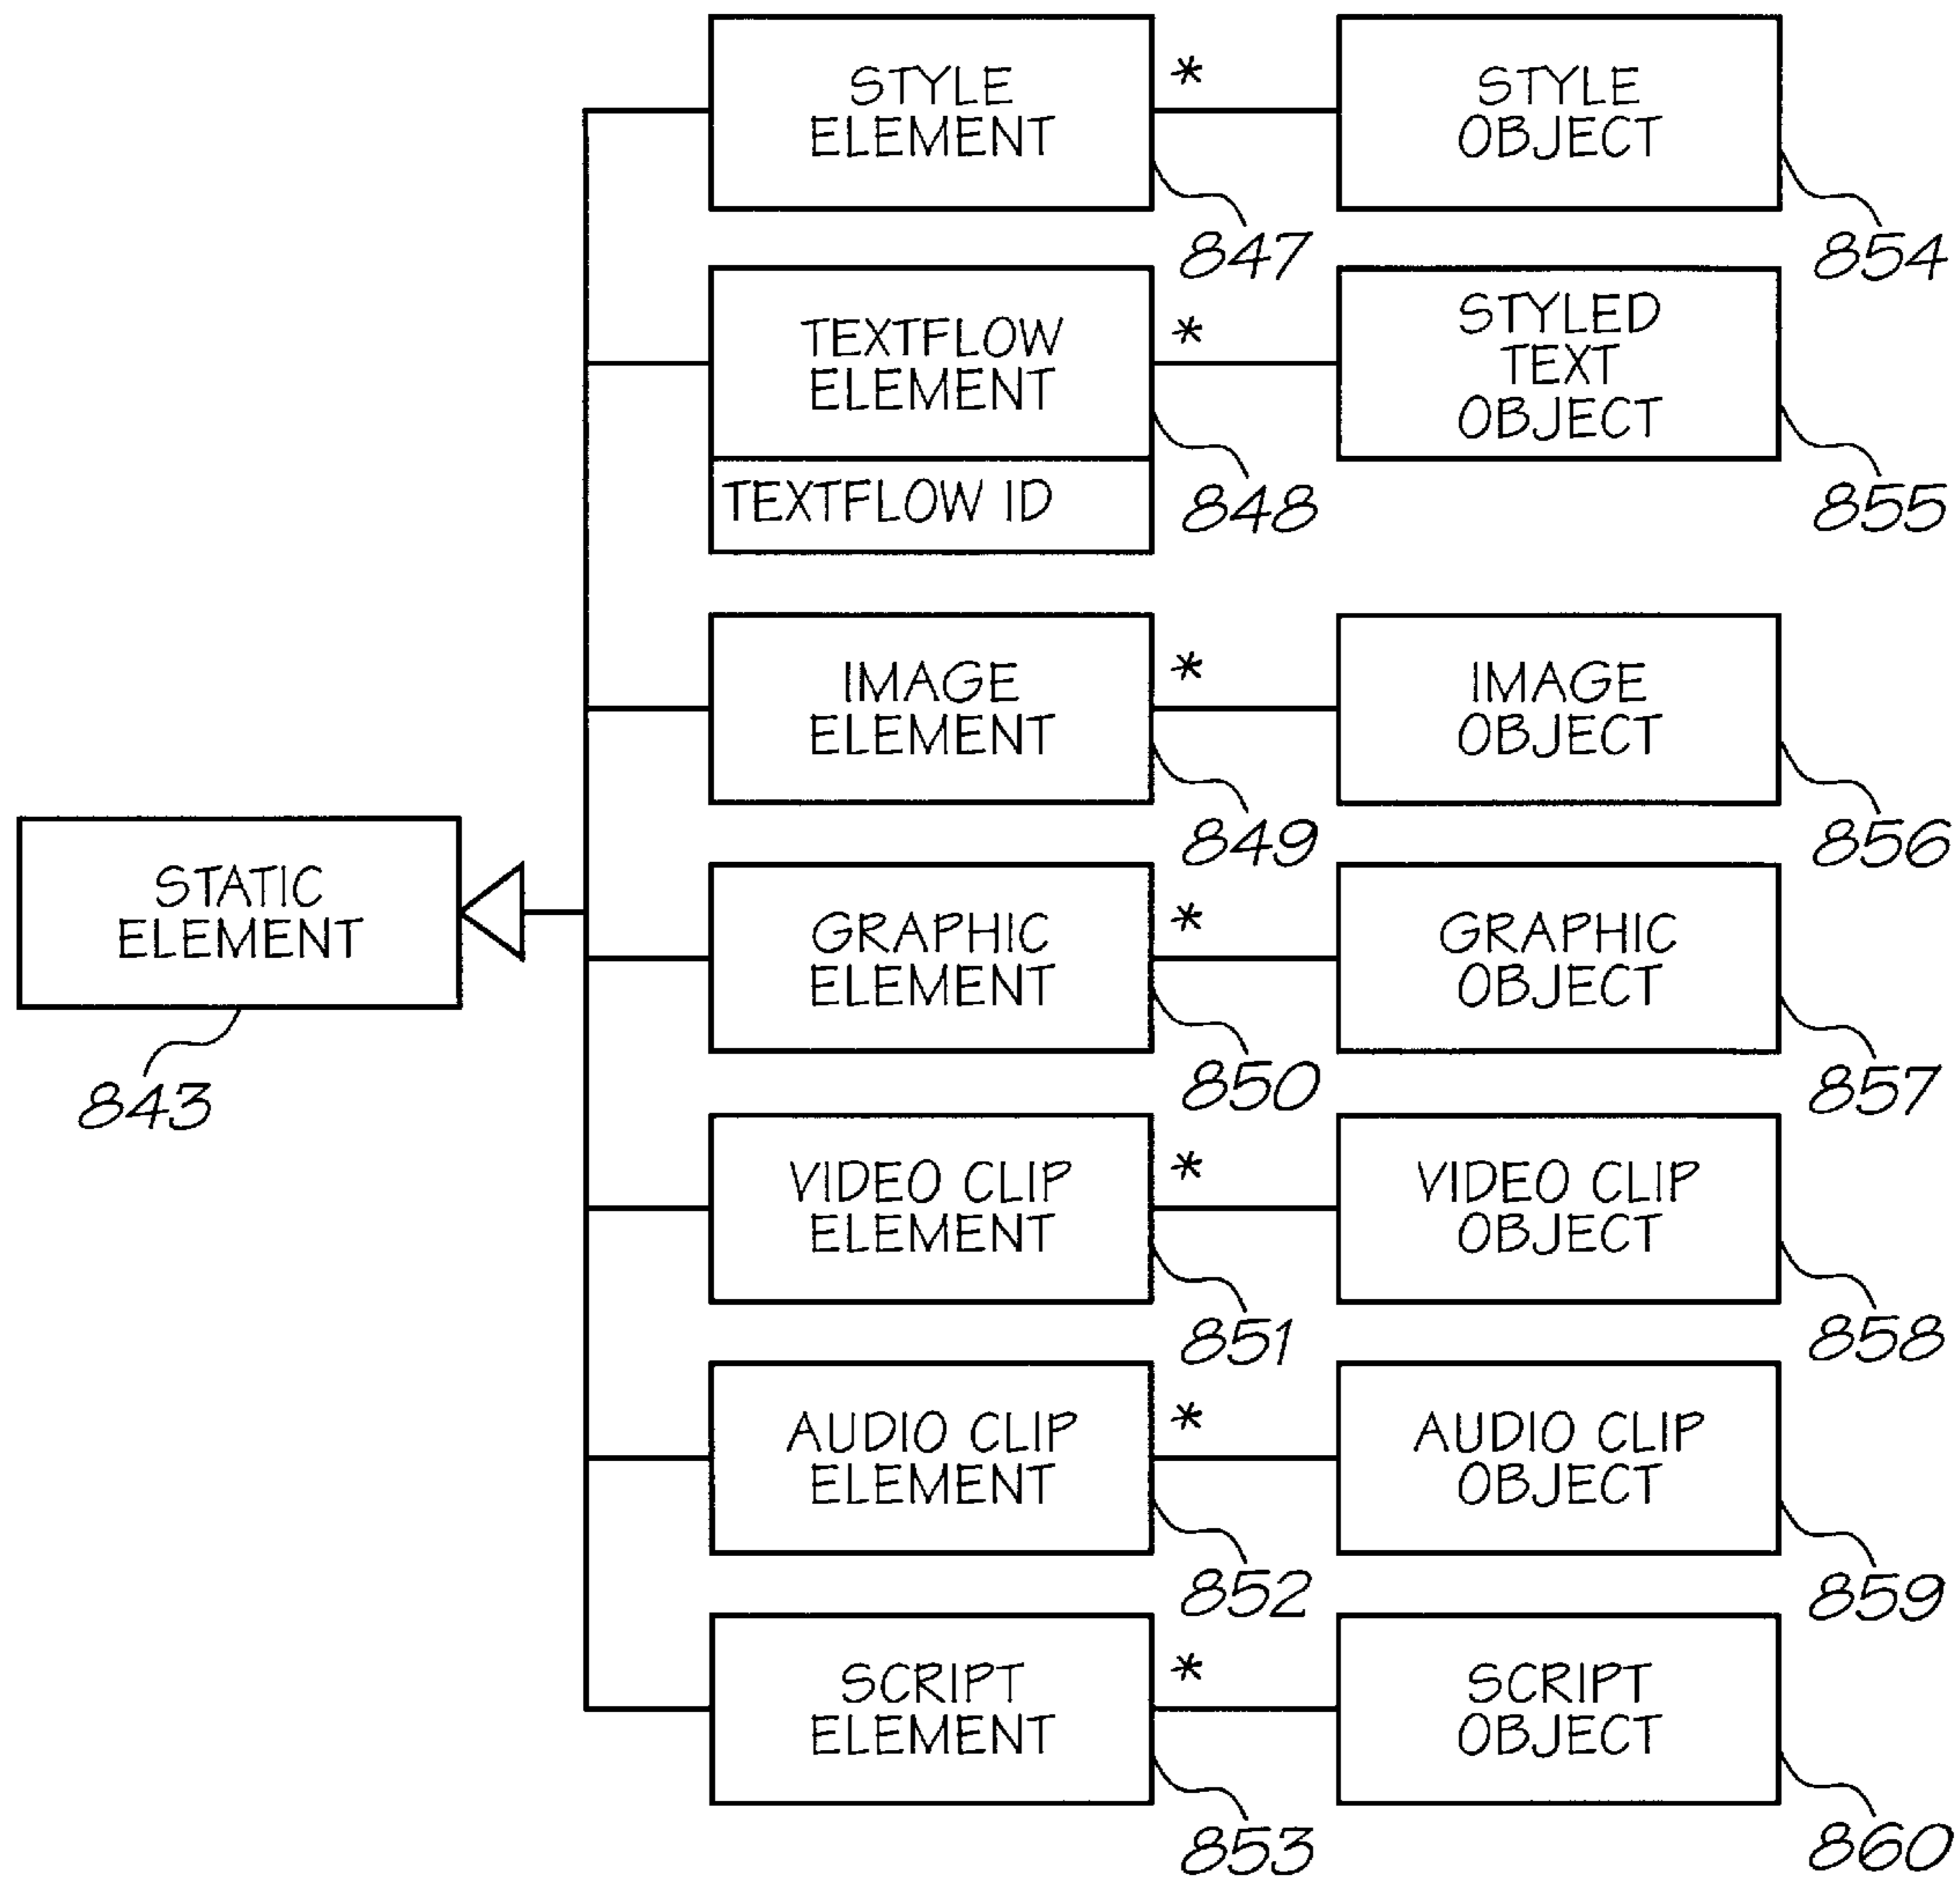 STYLE
ELEMENT
*
STYLE
OBJECT
847
854
TEXTFLOW
ELEMENT
*
STYLED
TEXT
OBJECT
TEXTFLOW ID
848
855
IMAGE
ELEMENT
*
IMAGE
OBJECT
849
856
STATIC
ELEMENT
843
GRAPHIC
ELEMENT
*
GRAPHIC
OBJECT
850
857
VIDEO CLIP
ELEMENT
*
VIDEO CLIP
OBJECT
851
858
AUDIO CLIP
ELEMENT
*
AUDIO CLIP
OBJECT
852
859
SCRIPT
ELEMENT
*
SCRIPT
OBJECT
853
860